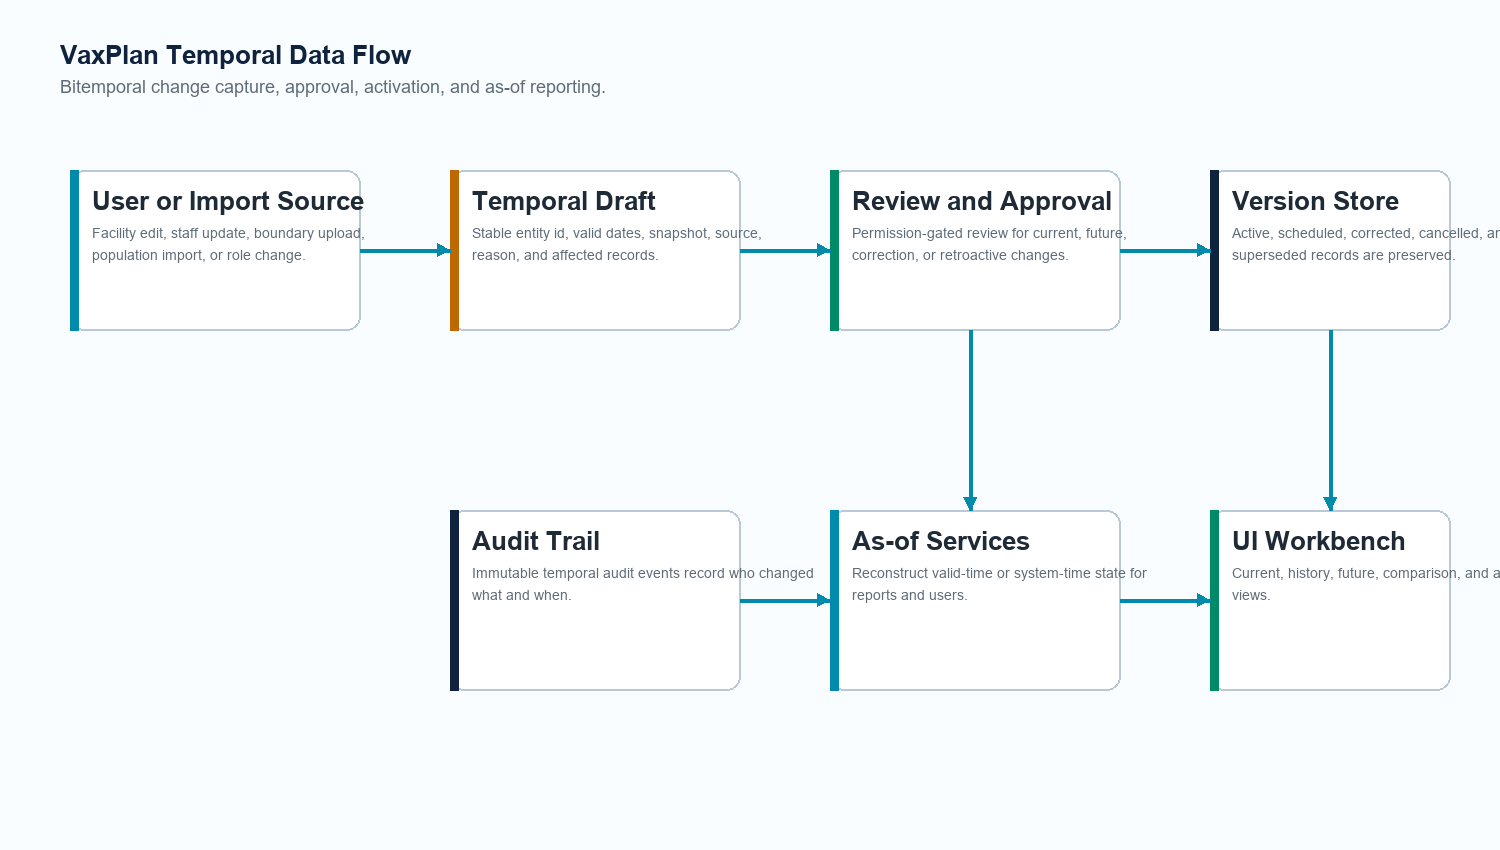 VaxPlan Temporal Data Flow
Bitemporal change capture, approval, activation, and as-of reporting.
User or Import Source
Facility edit, staff update, boundary upload,
population import, or role change.
Temporal Draft
Stable entity id, valid dates, snapshot, source,
reason, and affected records.
Review and Approval
Permission-gated review for current, future,
correction, or retroactive changes.
Version Store
Active, scheduled, corrected, cancelled,
superseded records are preserved.
Audit Trail
Immutable temporal audit events record who changed
what and when.
As-of Services
Reconstruct valid-time or system-time state for
reports and users.
UI Workbench
Current, history, future, comparison, and
views.